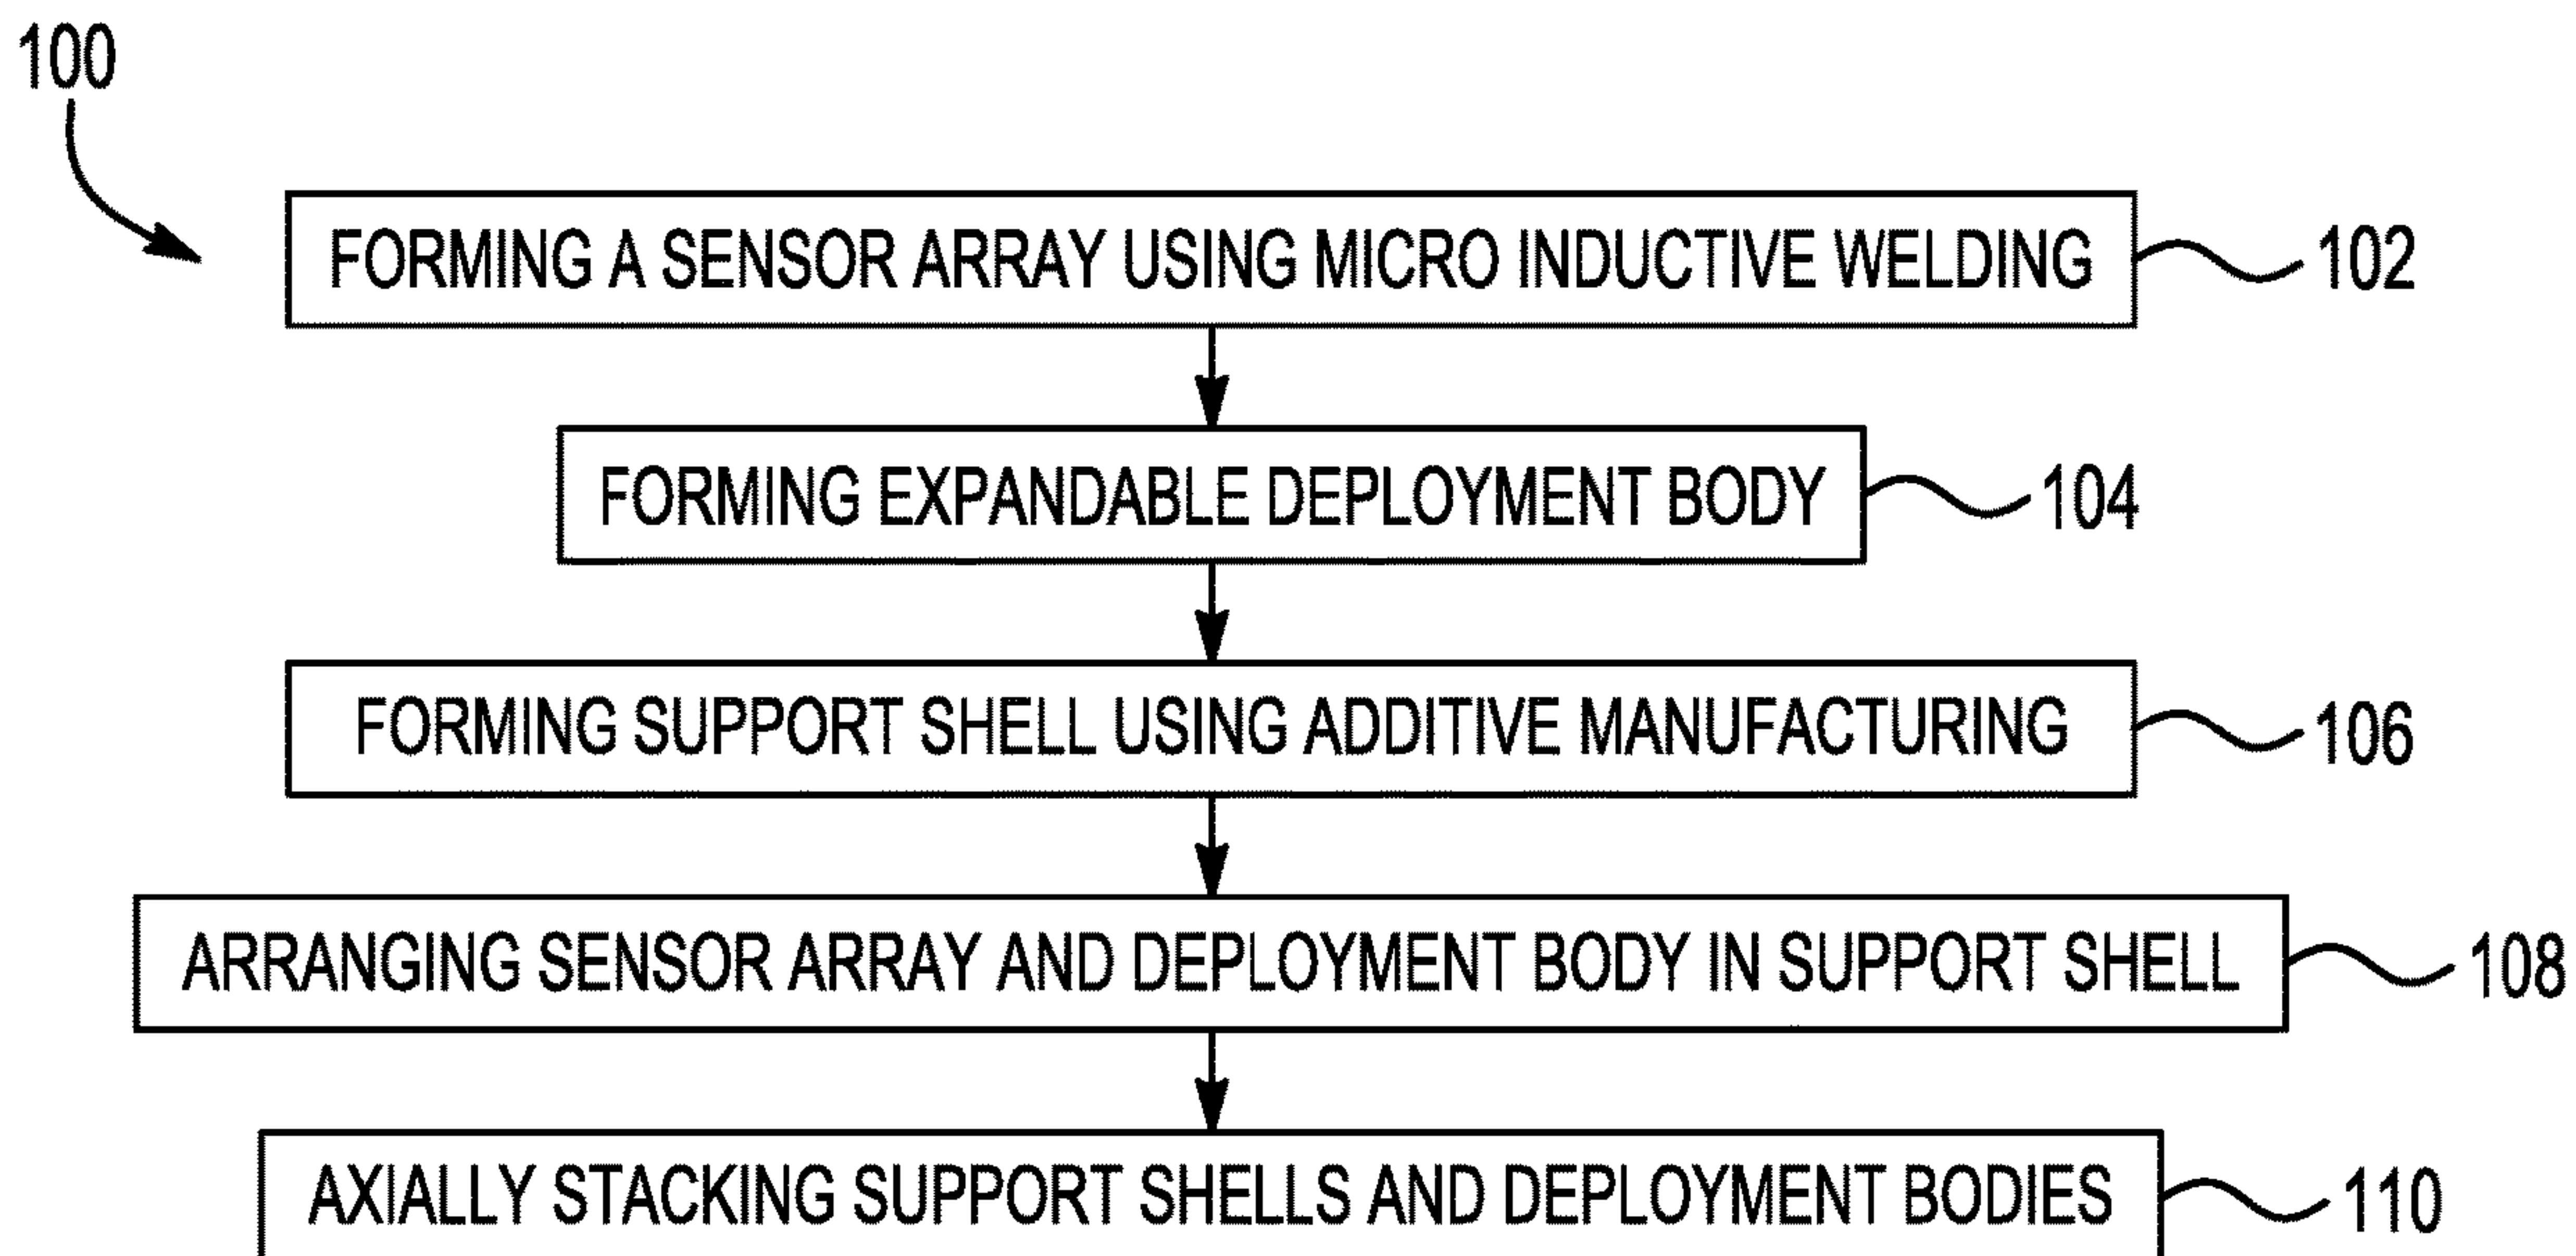 100
FORMING A SENSOR ARRAY USING MICRO INDUCTIVE WELDING
102
FORMING EXPANDABLE DEPLOYMENT BODY
104
FORMING SUPPORT SHELL USING ADDITIVE MANUFACTURING
106
ARRANGING SENSOR ARRAY AND DEPLOYMENT BODY IN SUPPORT SHELL
108
AXIALLY STACKING SUPPORT SHELLS AND DEPLOYMENT BODIES
110